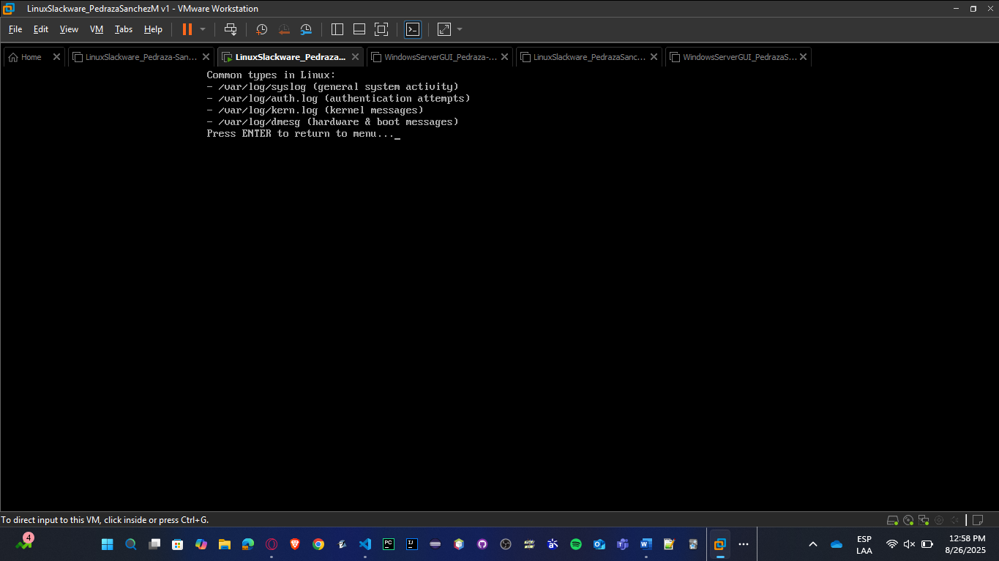 LinuxSlackware_PedrazaSanchezM v1 - VMware Workstation
File Edit View VM Tabs Help
Home LinuxSlackware_Pedraza-San... LinuxSlackware_Pedraza... WindowsServerGUI_Pedraza-... LinuxSlackware_PedrazaSanc... WindowsServerGUI_PedrazaS...
Common types in Linux:
- /var/log/syslog (general system activity)
- /var/log/auth.log (authentication attempts)
- /var/log/kern.log (kernel messages)
- /var/log/dmesg (hardware & boot messages)
Press ENTER to return to menu..._
To direct input to this VM, click inside or press Ctrl+G.
4
ESP
LAA
12:58 PM
8/26/2025